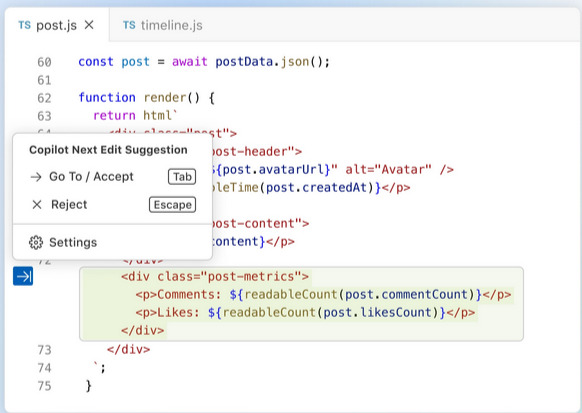 TS post.js × TS timeline.js
60 const post = await postData.json();
61
62 function render() {
63 return html`
<div class="post">
Copilot Next Edit Suggestion
post-header">
→ Go To / Accept Tab
${post.avatarUrl}" alt="Avatar" />
leTime(post.createdAt)}</p>
× Reject Escape
post-content">
Settings
content}</p>
72 </div>
<div class="post-metrics">
<p>Comments: ${readableCount(post.commentCount)}</p>
<p>Likes: ${readableCount(post.likesCount)}</p>
</div>
73 </div>
74 `;
75 }